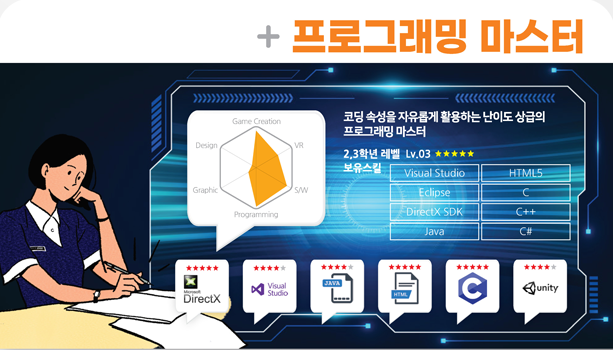 + 프로그래밍 마스터
코딩 속성을 자유롭게 활용하는 난이도 상급의
프로그래밍 마스터
2,3학년 레벨 Lv.03 ★★★★★
보유스킬
Visual Studio HTML5
Eclipse C
DirectX SDK C++
Java C#
Game Creation
Design VR
Graphic S/W
Programming
★★★★★ ★★★★★ ★★★★★ ★★★★★ ★★★★★ ★★★★★
Microsoft
DirectX
Visual
Studio
JAVA
HTML
C
unity